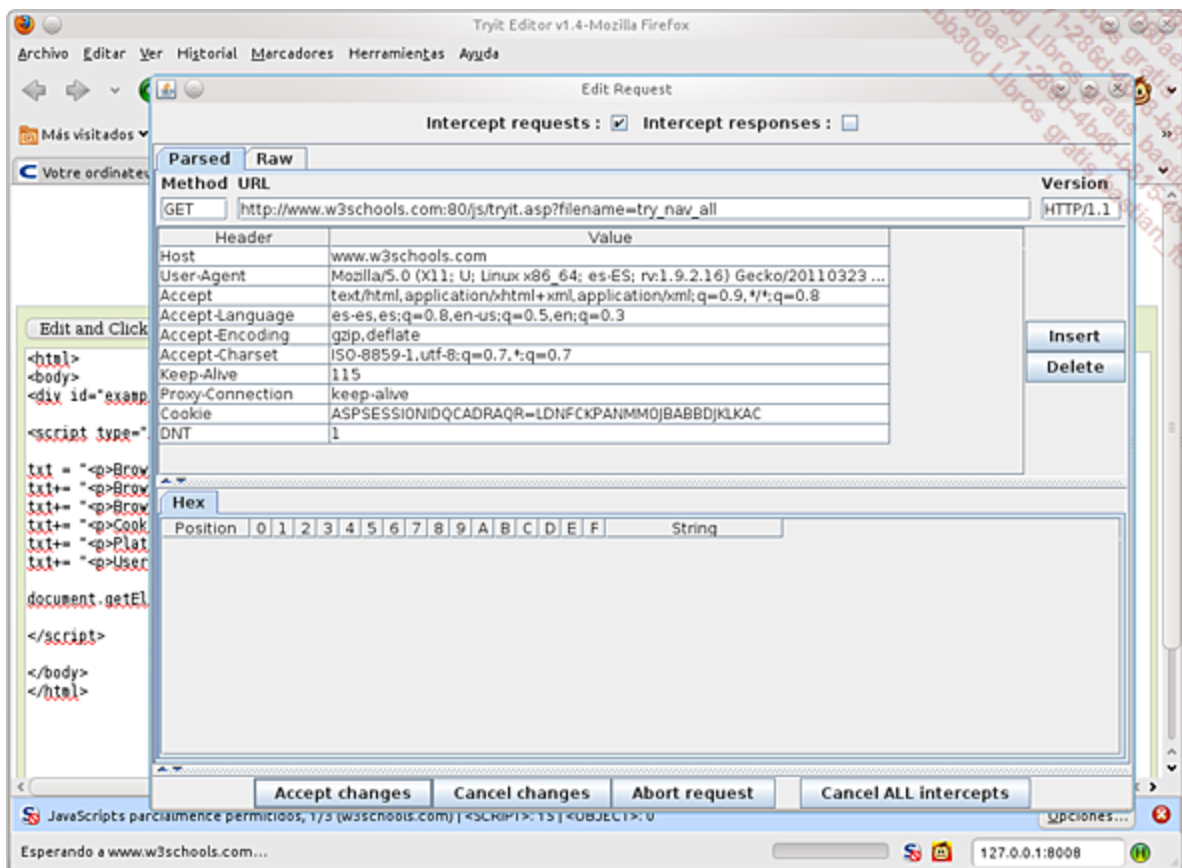 Tryit Editor v1.4-Mozilla Firefox
Archivo Editar Ver Historial Marcadores Herramientas Ayuda
Edit Request
Más visitados
Intercept requests : Intercept responses :
Votre ordinateu
Parsed Raw
Method URL Version
GET http://www.w3schools.com:80/js/tryit.asp?filename=try_nav_all HTTP/1.1
Header Value
Host www.w3schools.com
User-Agent Mozilla/5.0 (X11; U; Linux x86_64; es-ES; rv:1.9.2.16) Gecko/20110323 ...
Accept text/html,application/xhtml+xml,application/xml;q=0.9,*/*;q=0.8
Accept-Language es-es,es;q=0.8,en-us;q=0.5,en;q=0.3
Accept-Encoding gzip,deflate
Accept-Charset ISO-8859-1,utf-8;q=0.7,*;q=0.7
Keep-Alive 115
Proxy-Connection keep-alive
Cookie ASPSESSIONIDQCADRAQR=LDNFCKPANMMOJBABBDJKLKAC
DNT 1
Insert
Delete
Edit and Click
<html>
<body>
<div id="examp
<script type="
txt = "<p>Brow
txt+= "<p>Brow
txt+= "<p>Brow
txt+= "<p>Cook
txt+= "<p>Plat
txt+= "<p>User
document.getEl
</script>
</body>
</html>
Hex
Position 0 1 2 3 4 5 6 7 8 9 A B C D E F String
Accept changes Cancel changes Abort request Cancel ALL intercepts
JavaScripts parcialmente permitidos, 1/3 (w3schools.com) | <SCRIPT>: 15 | <OBJECT>: 0 Opciones...
Esperando a www.w3schools.com... 127.0.0.1:8008